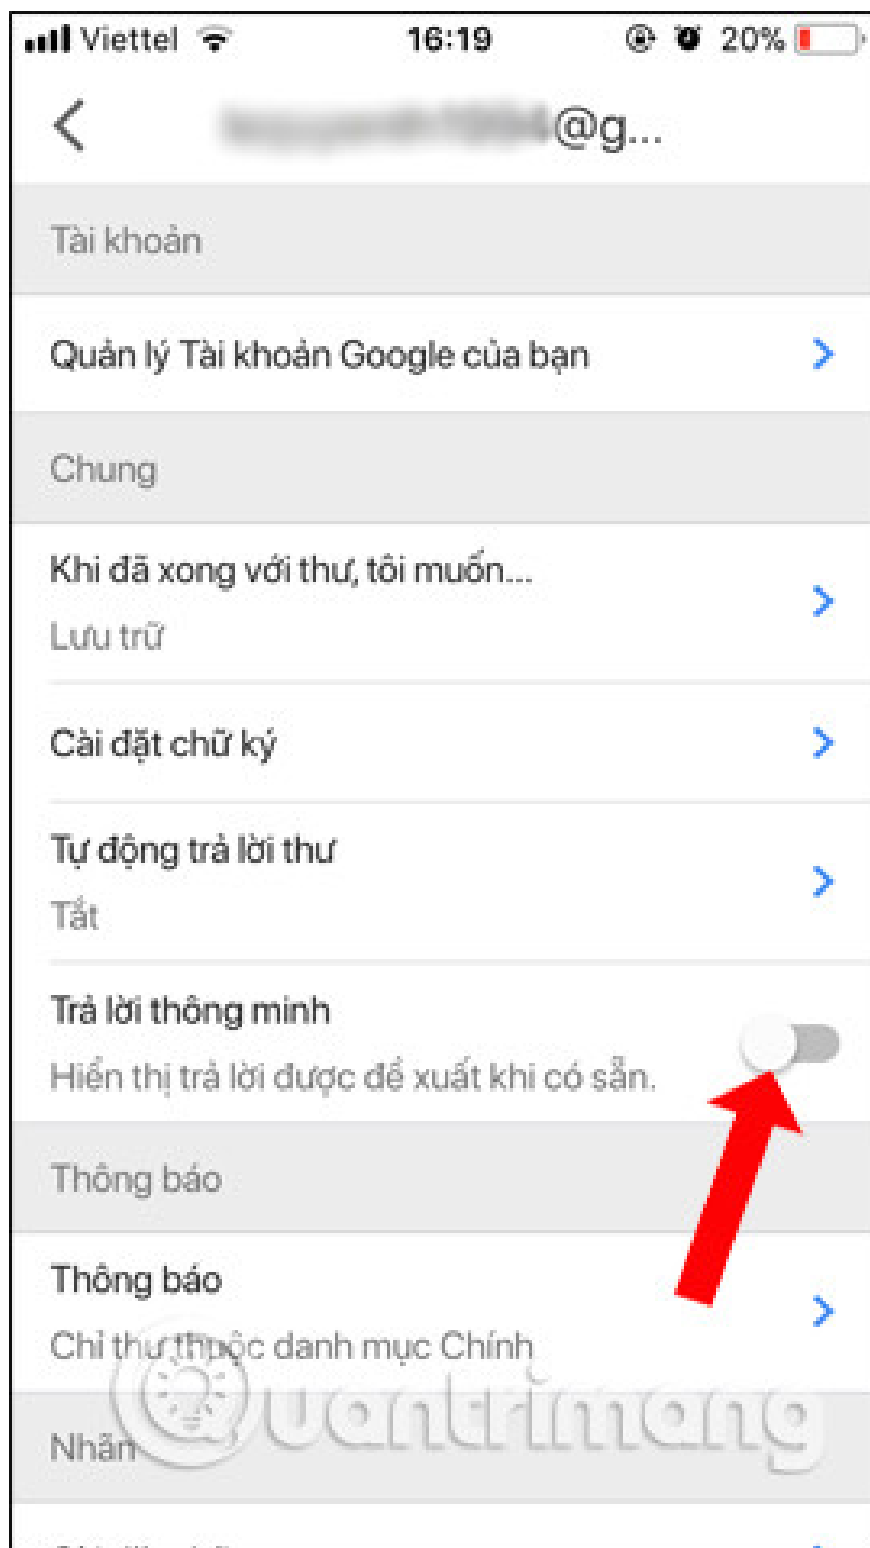 Viettel 16:19 20%
@g...
Tài khoản
Quản lý Tài khoản Google của bạn
Chung
Khi đã xong với thư, tôi muốn...
Lưu trữ
Cài đặt chữ ký
Tự động trả lời thư
Tắt
Trả lời thông minh
Hiển thị trả lời được đề xuất khi có sẵn.
Thông báo
Thông báo
Chỉ thư thuộc danh mục Chính
Quantrimang
Nhãn